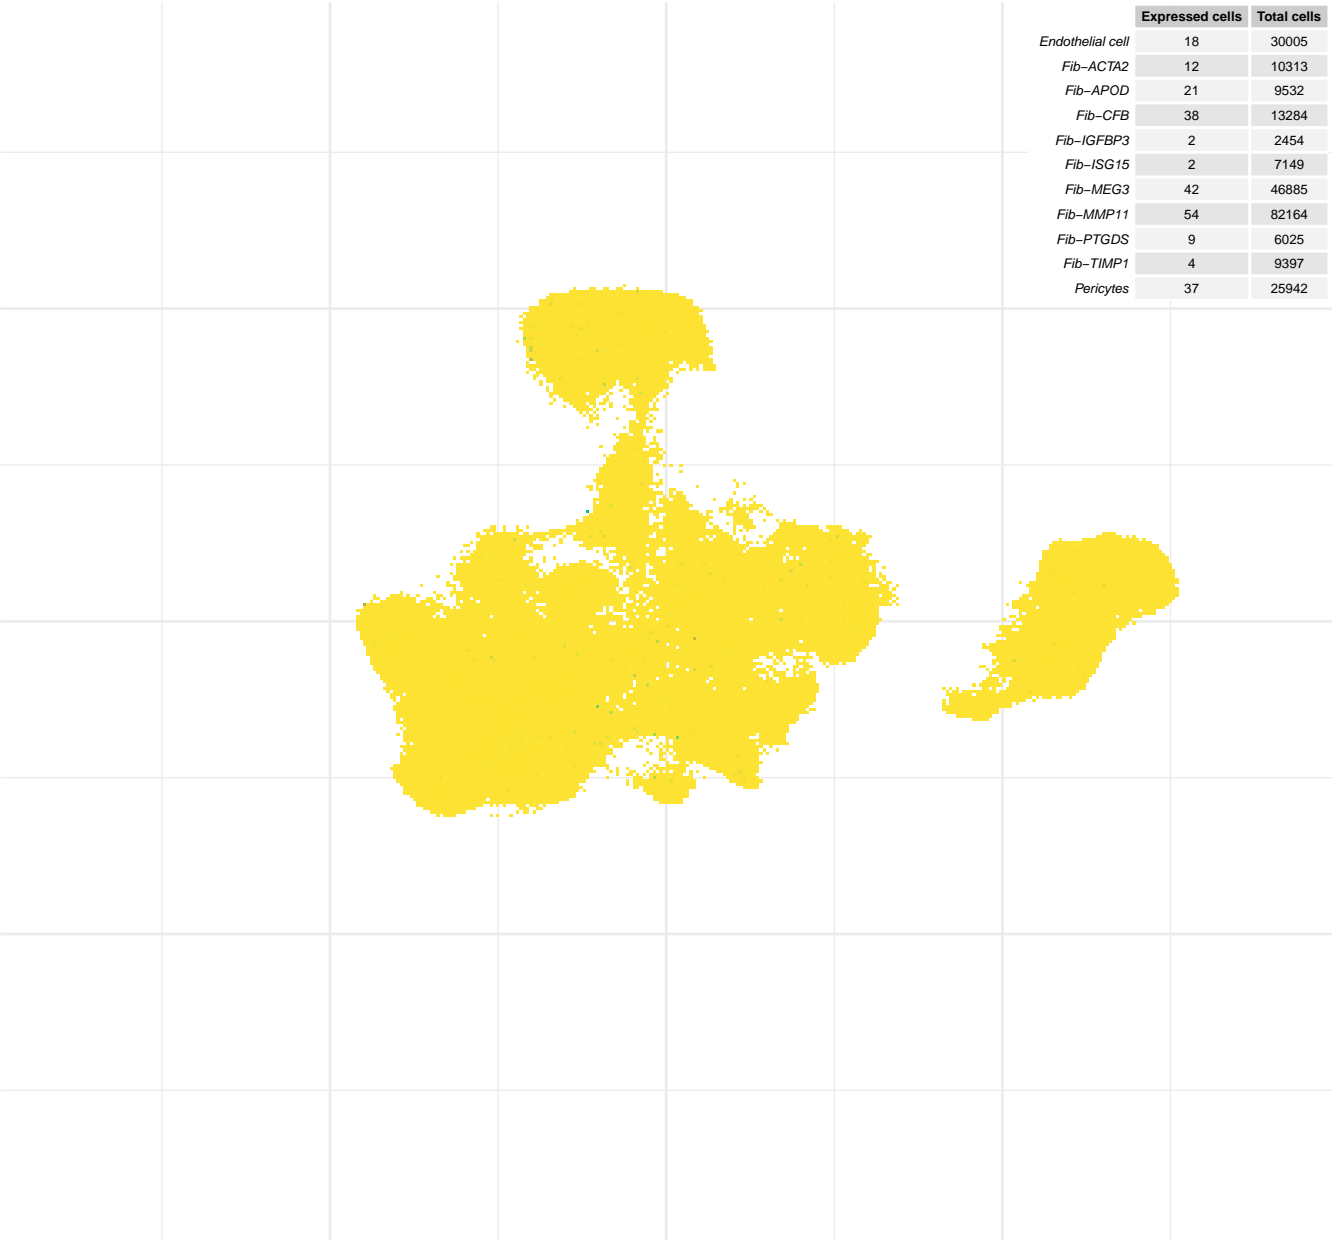 Expressed cells Total cells
Endothelial cell 18 30005
Fib−ACTA2 12 10313
Fib−APOD 21 9532
Fib−CFB 38 13284
Fib−IGFBP3 2 2454
Fib−ISG15 2 7149
Fib−MEG3 42 46885
Fib−MMP11 54 82164
Fib−PTGDS 9 6025
Fib−TIMP1 4 9397
Pericytes 37 25942